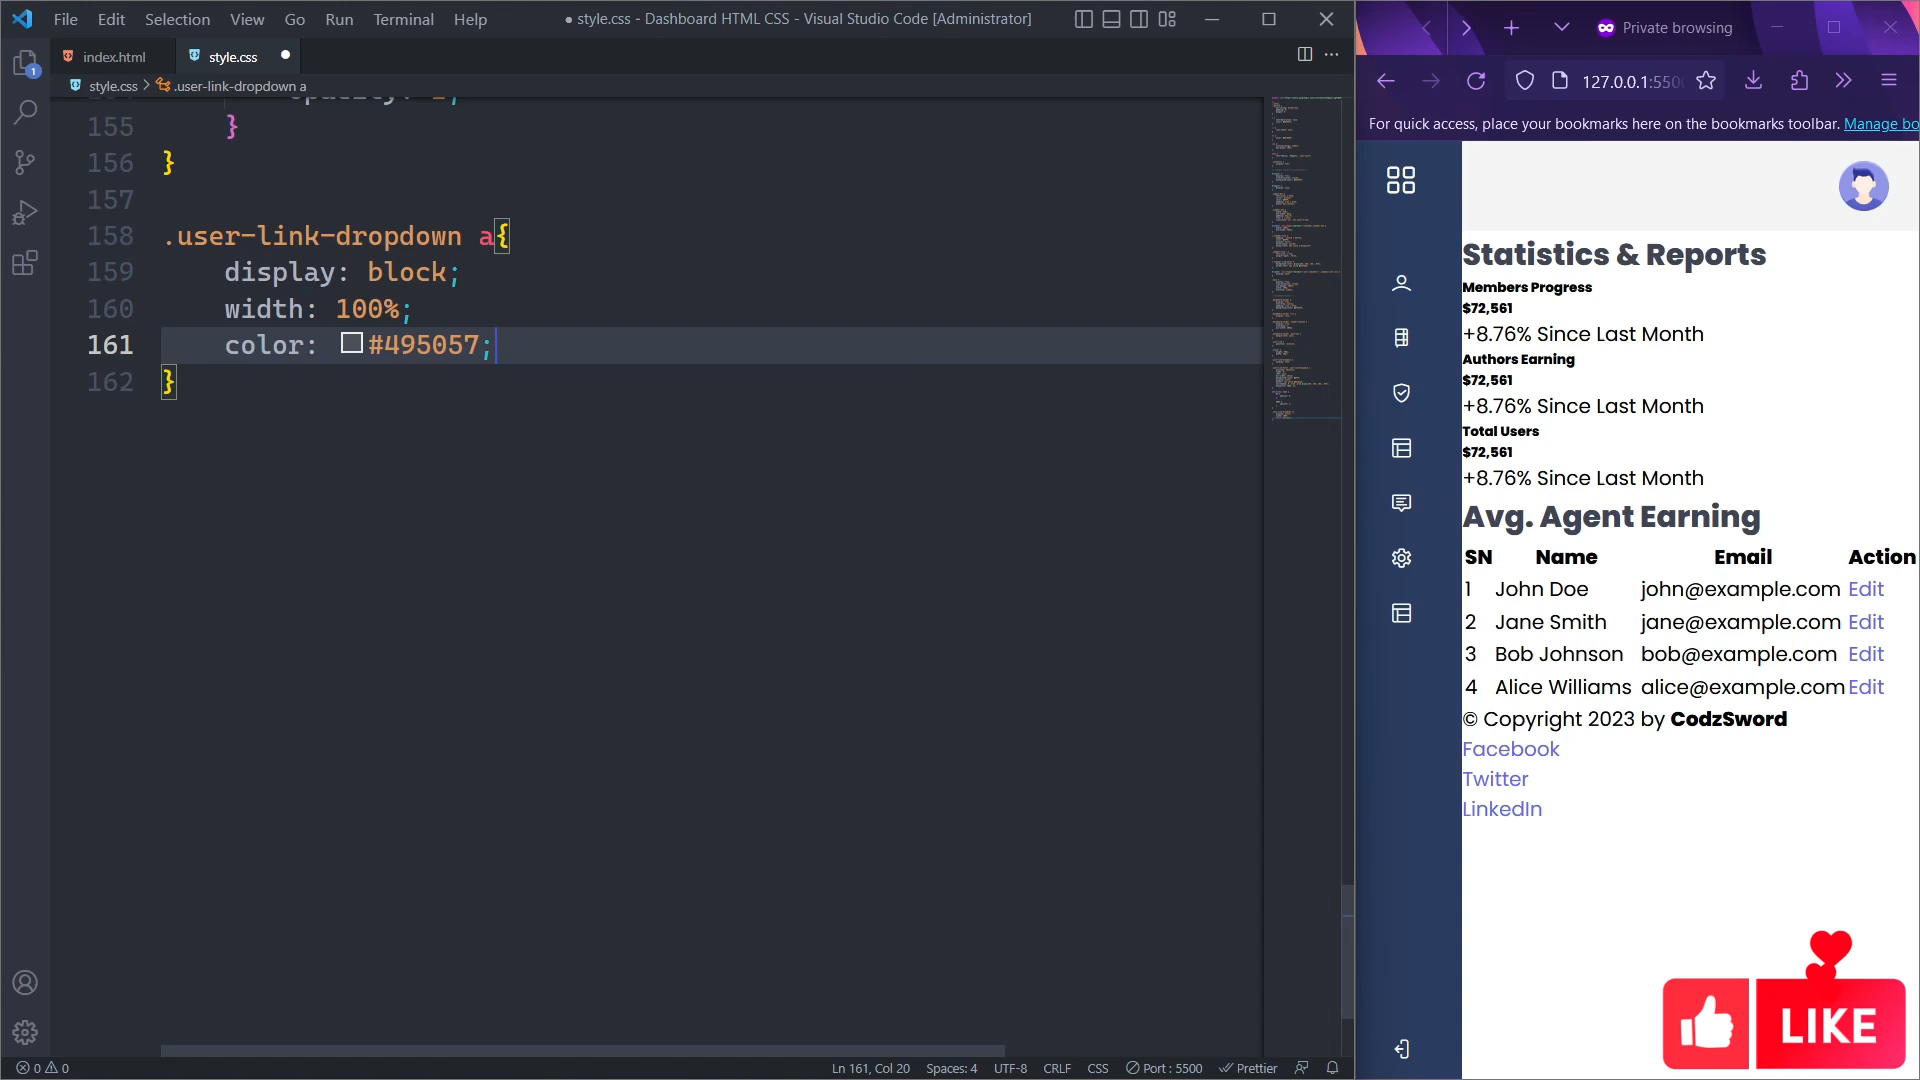 File Edit Selection View Go Run Terminal Help
● style.css - Dashboard HTML CSS - Visual Studio Code [Administrator]
index.html
style.css
style.css > .user-link-dropdown a
155 }
156 }
157
158 .user-link-dropdown a{
159 display: block;
160 width: 100%;
161 color: #495057;
162 }
0 0
Ln 161, Col 20 Spaces: 4 UTF-8 CRLF CSS Port : 5500 Prettier
1
Private browsing
127.0.0.1:5500
For quick access, place your bookmarks here on the bookmarks toolbar. Manage bo
Statistics & Reports
Members Progress
$72,561
+8.76% Since Last Month
Authors Earning
$72,561
+8.76% Since Last Month
Total Users
$72,561
+8.76% Since Last Month
Avg. Agent Earning
SN Name Email Action
1 John Doe john@example.com Edit
2 Jane Smith jane@example.com Edit
3 Bob Johnson bob@example.com Edit
4 Alice Williams alice@example.com Edit
© Copyright 2023 by CodzSword
Facebook
Twitter
LinkedIn
LIKE